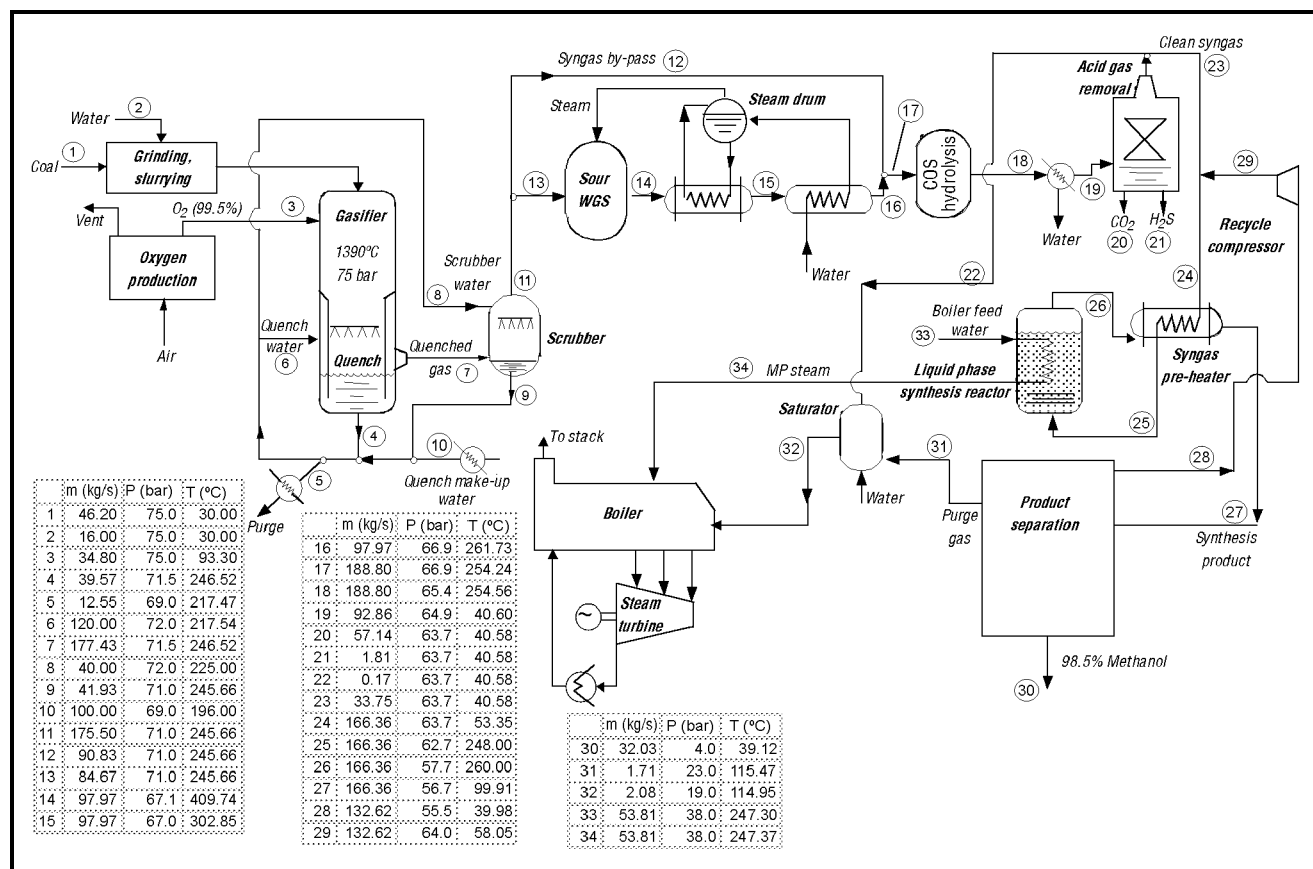 Syngas by-pass 12
Clean syngas
23
Acid gas
removal
Steam
Steam drum
17
2
Water
1
Coal
Grinding,
slurrying
13
Sour
WGS
14
15
16
COS
hydrolysis
18
19
29
O2 (99.5%) 3
Vent
Gasifier
1390ºC
75 bar
Oxygen
production
Air
Scrubber
water
8
11
Scrubber
Water
Water
CO2
20
H2S
21
Recycle
compressor
22
24
26
Quench
water
6
Quench
Quenched
gas
7
9
Boiler feed
water
33
Syngas
pre-heater
34
MP steam
Liquid phase
synthesis reactor
25
Saturator
4
10
To stack
32
31
28
5
Purge
Quench make-up
water
Water
Purge
gas
Product
separation
27
Synthesis
product
Boiler
~
Steam
turbine
98.5% Methanol
30
m (kg/s) P (bar) T (ºC)
1 46.20 75.0 30.00
2 16.00 75.0 30.00
3 34.80 75.0 93.30
4 39.57 71.5 246.52
5 12.55 69.0 217.47
6 120.00 72.0 217.54
7 177.43 71.5 246.52
8 40.00 72.0 225.00
9 41.93 71.0 245.66
10 100.00 69.0 196.00
11 175.50 71.0 245.66
12 90.83 71.0 245.66
13 84.67 71.0 245.66
14 97.97 67.1 409.74
15 97.97 67.0 302.85
m (kg/s) P (bar) T (ºC)
16 97.97 66.9 261.73
17 188.80 66.9 254.24
18 188.80 65.4 254.56
19 92.86 64.9 40.60
20 57.14 63.7 40.58
21 1.81 63.7 40.58
22 0.17 63.7 40.58
23 33.75 63.7 40.58
24 166.36 63.7 53.35
25 166.36 62.7 248.00
26 166.36 57.7 260.00
27 166.36 56.7 99.91
28 132.62 55.5 39.98
29 132.62 64.0 58.05
m (kg/s) P (bar) T (ºC)
30 32.03 4.0 39.12
31 1.71 23.0 115.47
32 2.08 19.0 114.95
33 53.81 38.0 247.30
34 53.81 38.0 247.37